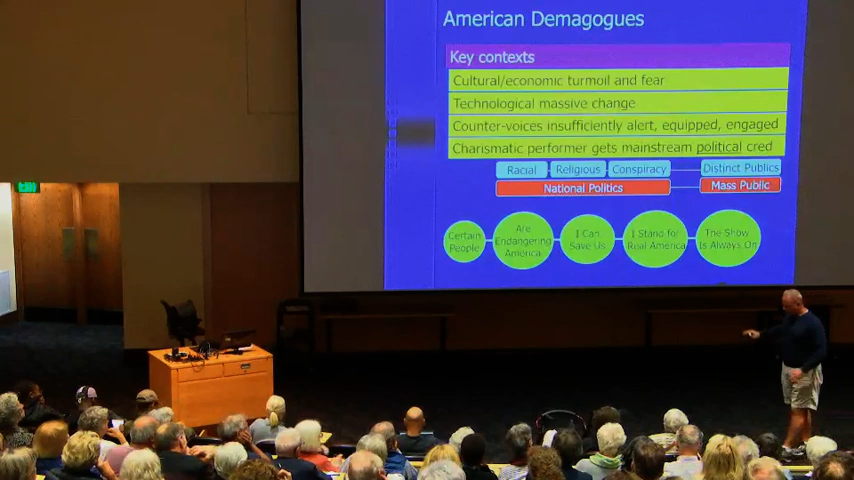 American Demagogues
Key contexts
Cultural/economic turmoil and fear
Technological massive change
Counter-voices insufficiently alert, equipped, engaged
Charismatic performer gets mainstream political cred
Racial Religious Conspiracy Distinct Publics
National Politics Mass Public
Certain
People
Are
Endangering
America
I Can
Save Us
I Stand for
Real America
The Show
Is Always On